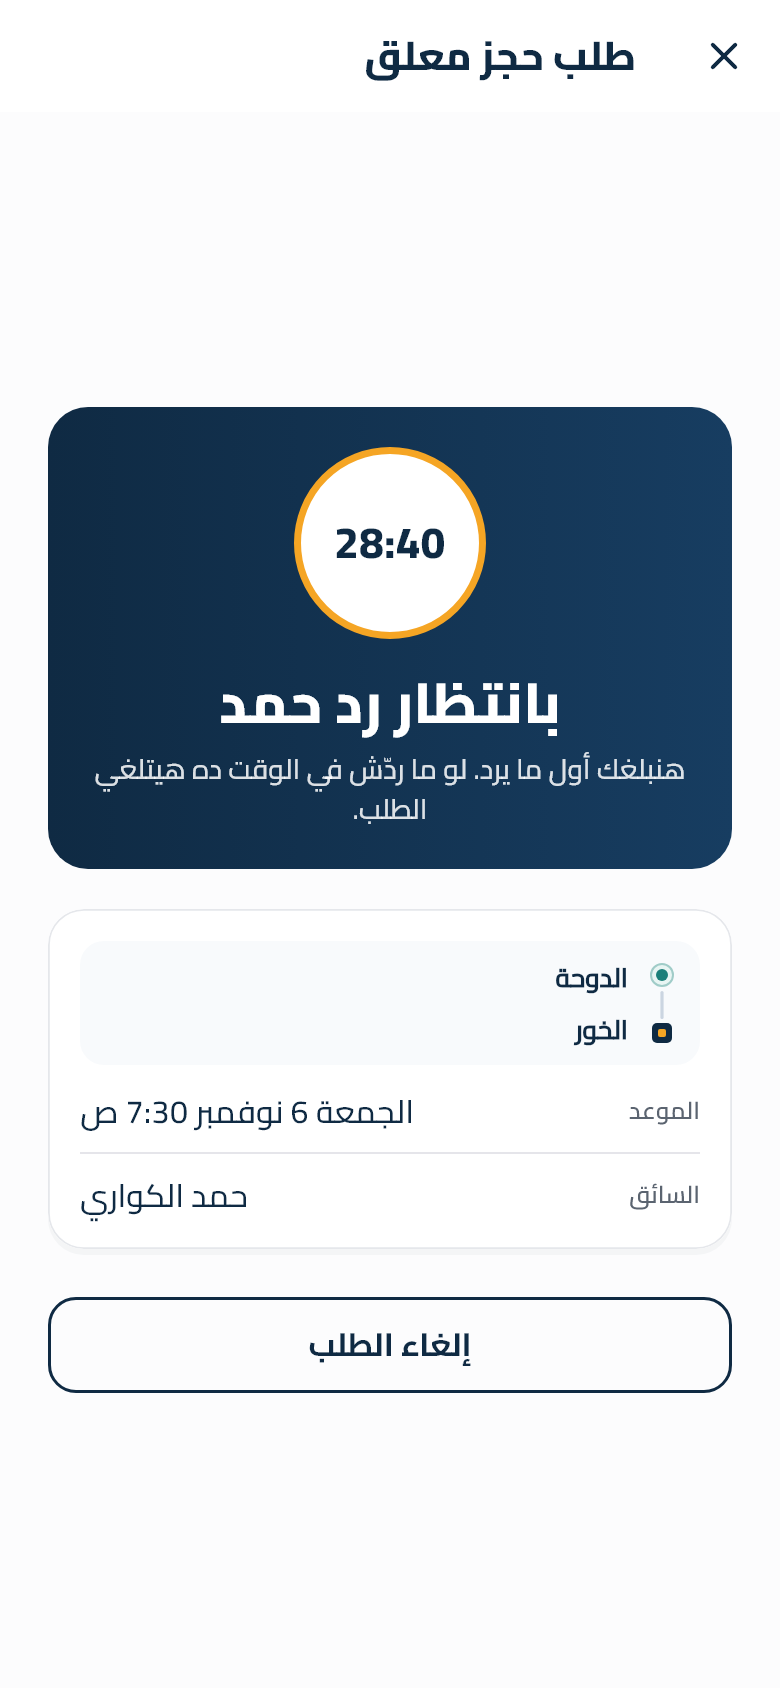 طلب حجز معلق
28:40
بانتظار رد حمد
هنبلغك أول ما يرد. لو ما ردّش في الوقت ده هيتلغي
الطلب.
الدوحة
الخور
الموعد
الجمعة 6 نوفمبر 7:30 ص
السائق
حمد الكواري
إلغاء الطلب